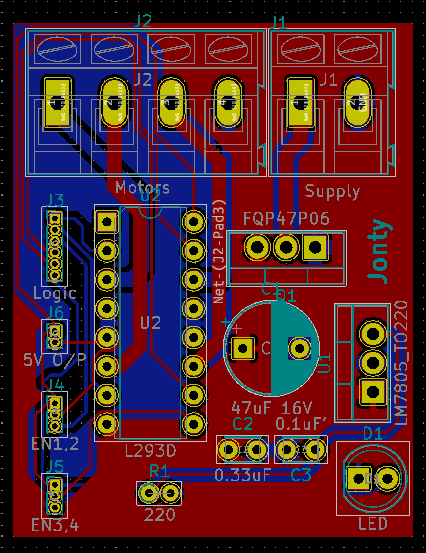 J2
J1
J2
J1
Motors
Supply
U2
FQP47P06
J3
Net-(J2-Pad3)
Jonty
Logic
J6
U2
5V O/P
C
U1
LM7805_TO220
J4
47uF 16V
0.1uF'
EN1,2
C2
D1
L293D
0.33uF
C3
J5
R1
EN3,4
220
LED